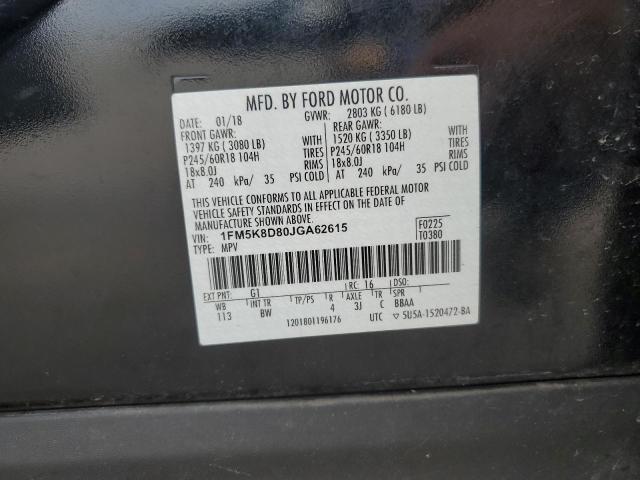 MFD. BY FORD MOTOR CO.
DATE: 01/18 GVWR: 2803 KG ( 6180 LB)
FRONT GAWR: REAR GAWR:
1397 KG ( 3080 LB) WITH 1520 KG ( 3350 LB) WITH
P245/60R18 104H TIRES P245/60R18 104H TIRES
18x8.0J RIMS 18x8.0J RIMS
AT 240 kPa/ 35 PSI COLD AT 240 kPa/ 35 PSI COLD
THIS VEHICLE CONFORMS TO ALL APPLICABLE FEDERAL MOTOR
VEHICLE SAFETY STANDARDS IN EFFECT ON THE DATE OF
MANUFACTURE SHOWN ABOVE.
VIN: 1FM5K8D80JGA62615 F0225
TYPE: MPV T0380
EXT PNT: G1 RC: 16 DSO:
WB INT TR TP/PS R AXLE TR SPR
113 BW 4 3J C BBAA
1201801196176 UTC ▽ 5U5A-1520472-BA